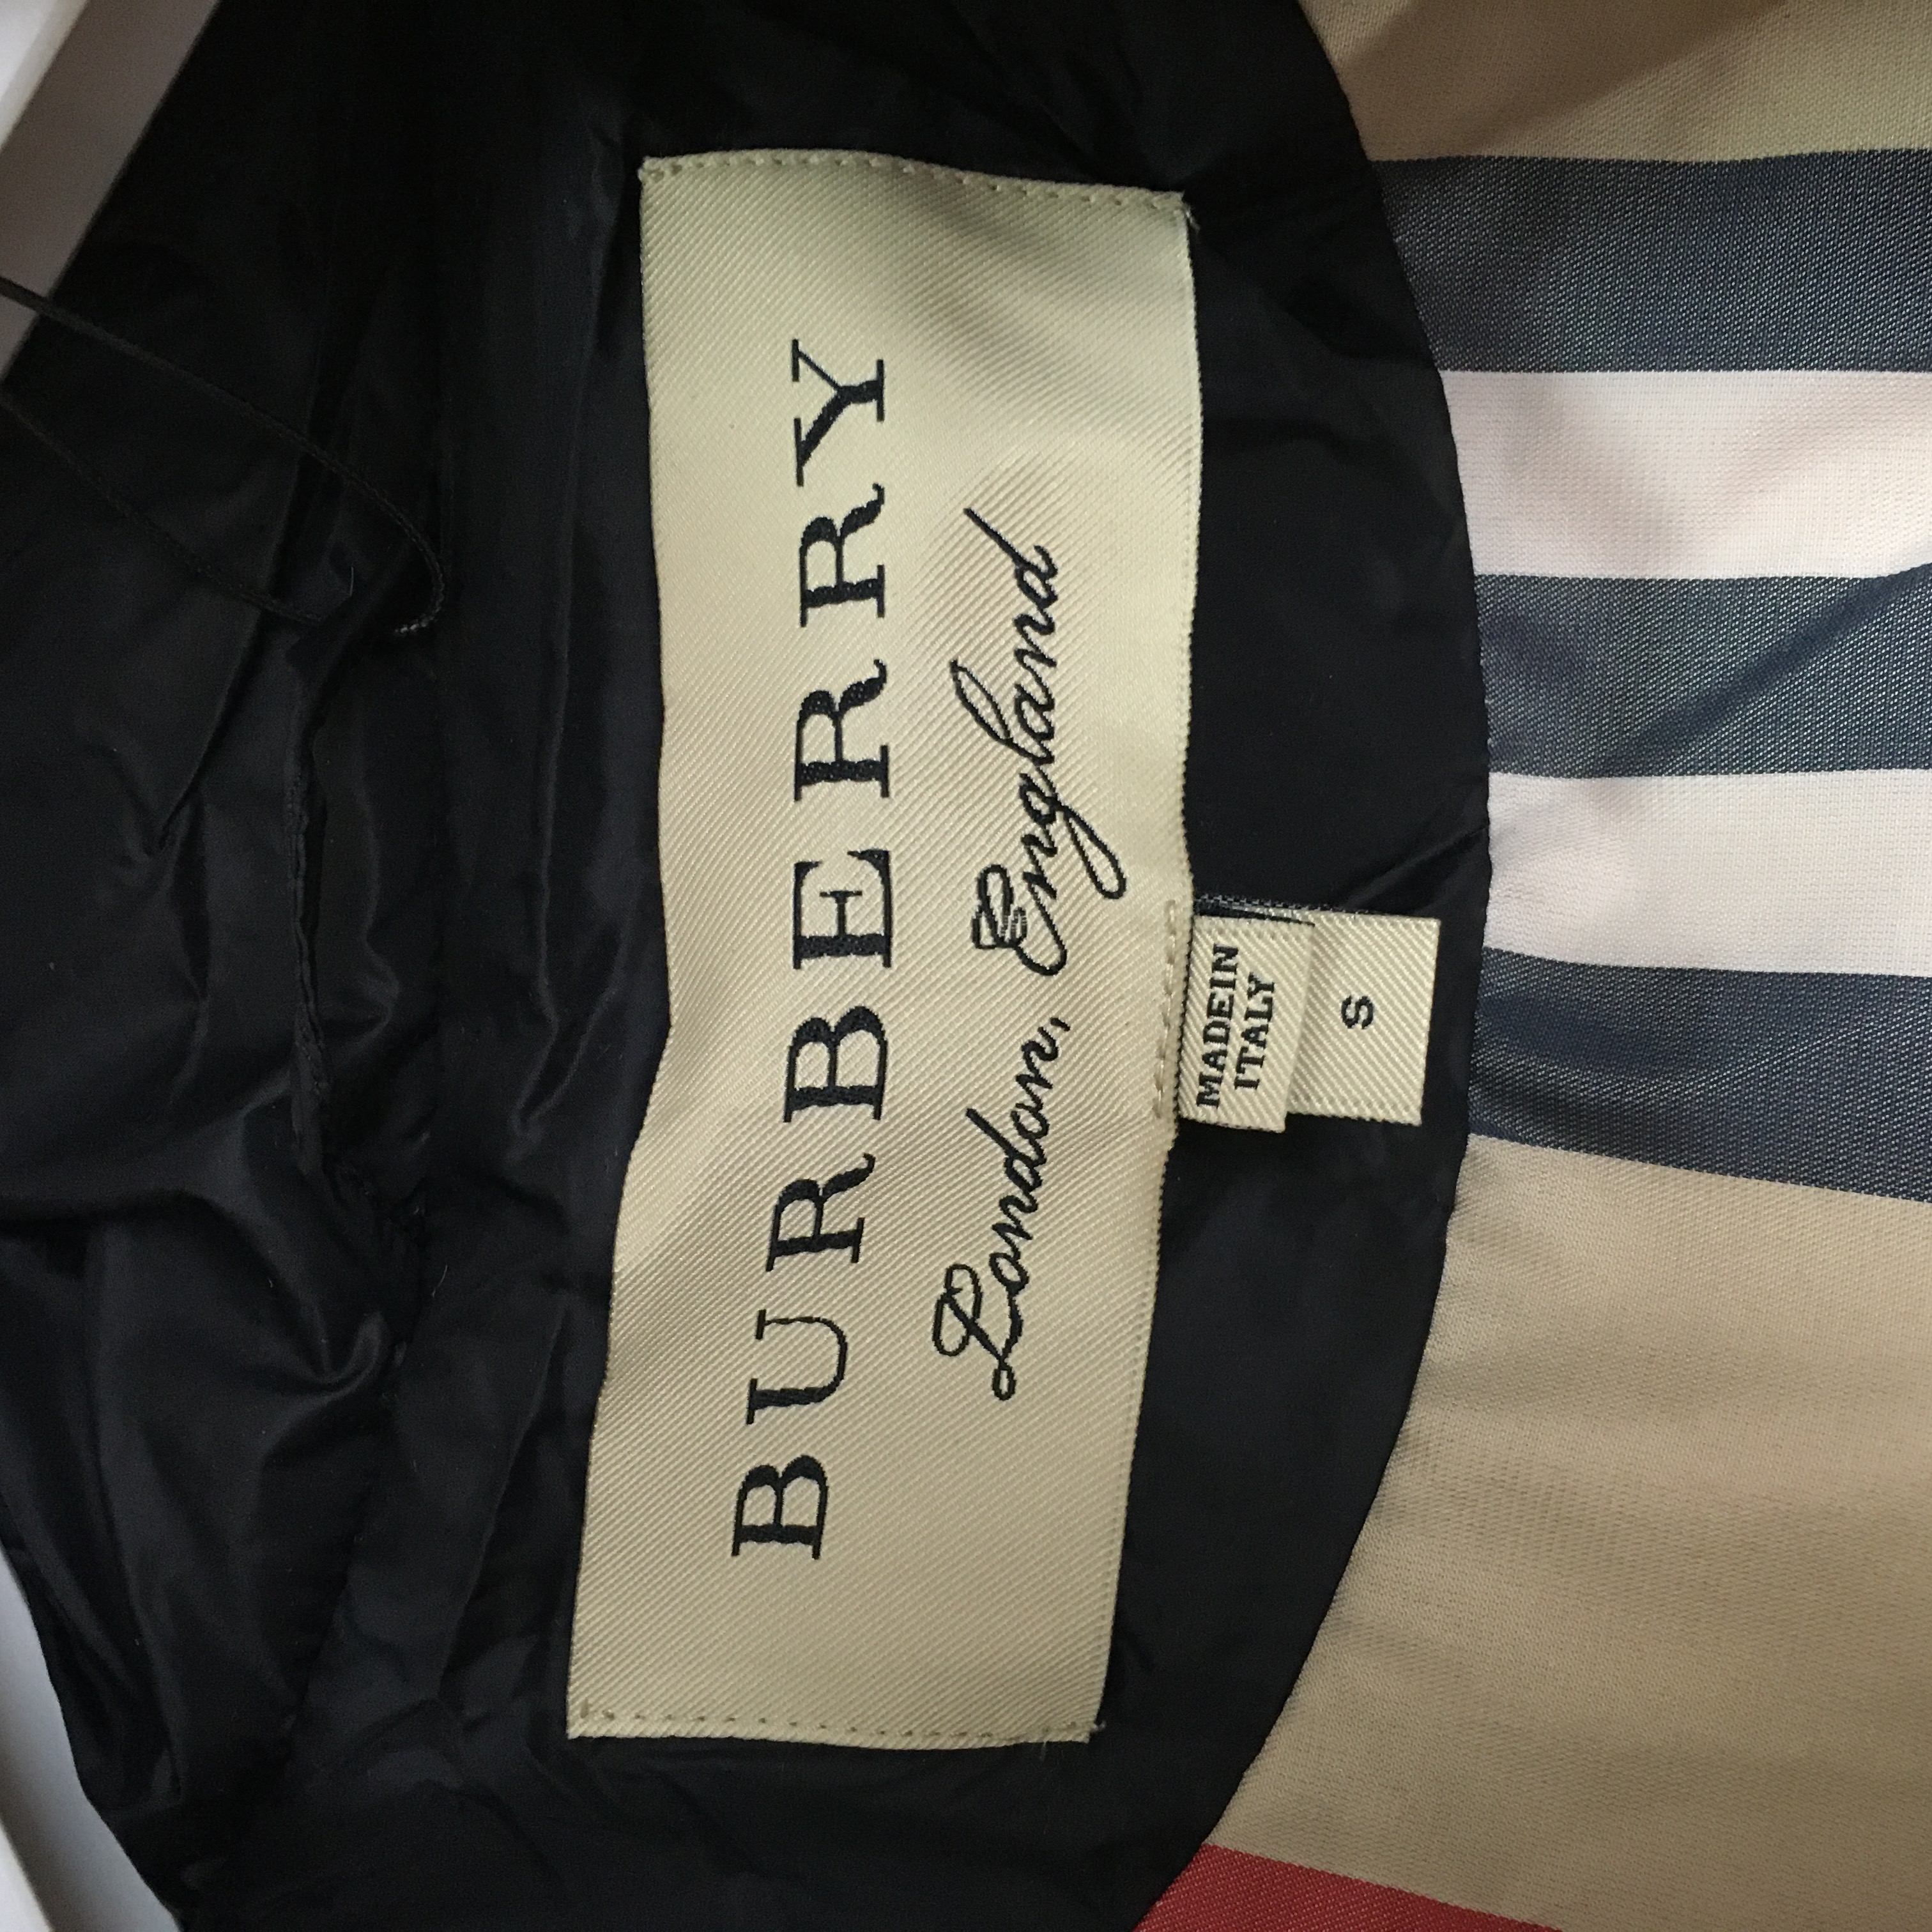 BURBERRY
London, England
MADE IN
ITALY
S